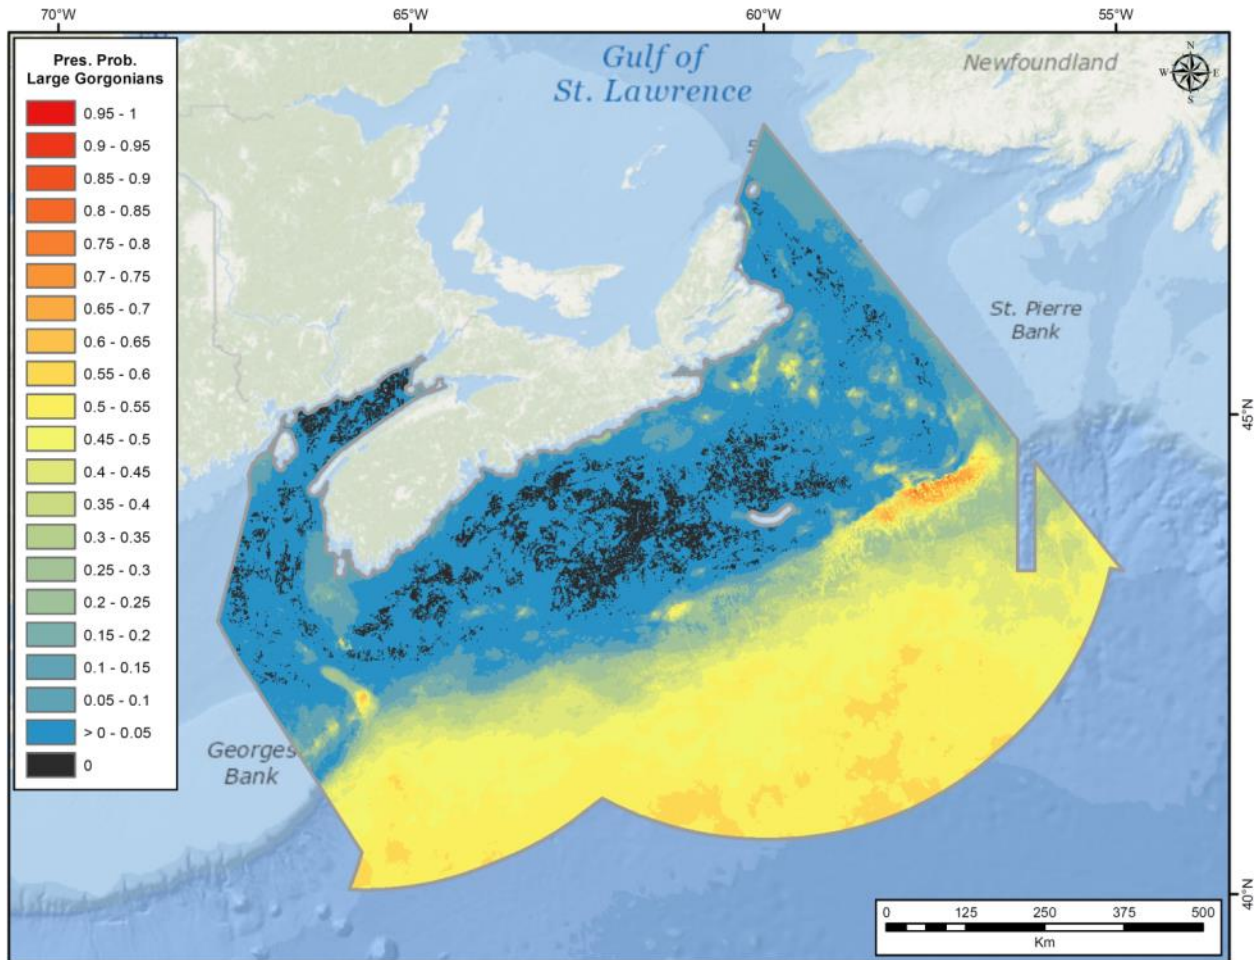 70°W
65°W
60°W
55°W
Pres. Prob.
Large Gorgonians
0.95 - 1
0.9 - 0.95
0.85 - 0.9
0.8 - 0.85
0.75 - 0.8
0.7 - 0.75
0.65 - 0.7
0.6 - 0.65
0.55 - 0.6
0.5 - 0.55
0.45 - 0.5
0.4 - 0.45
0.35 - 0.4
0.3 - 0.35
0.25 - 0.3
0.2 - 0.25
0.15 - 0.2
0.1 - 0.15
0.05 - 0.1
> 0 - 0.05
0
Gulf of
St. Lawrence
Newfoundland
N
W
E
S
St. Pierre
Bank
45°N
Georges
Bank
40°N
0
125
250
375
500
Km